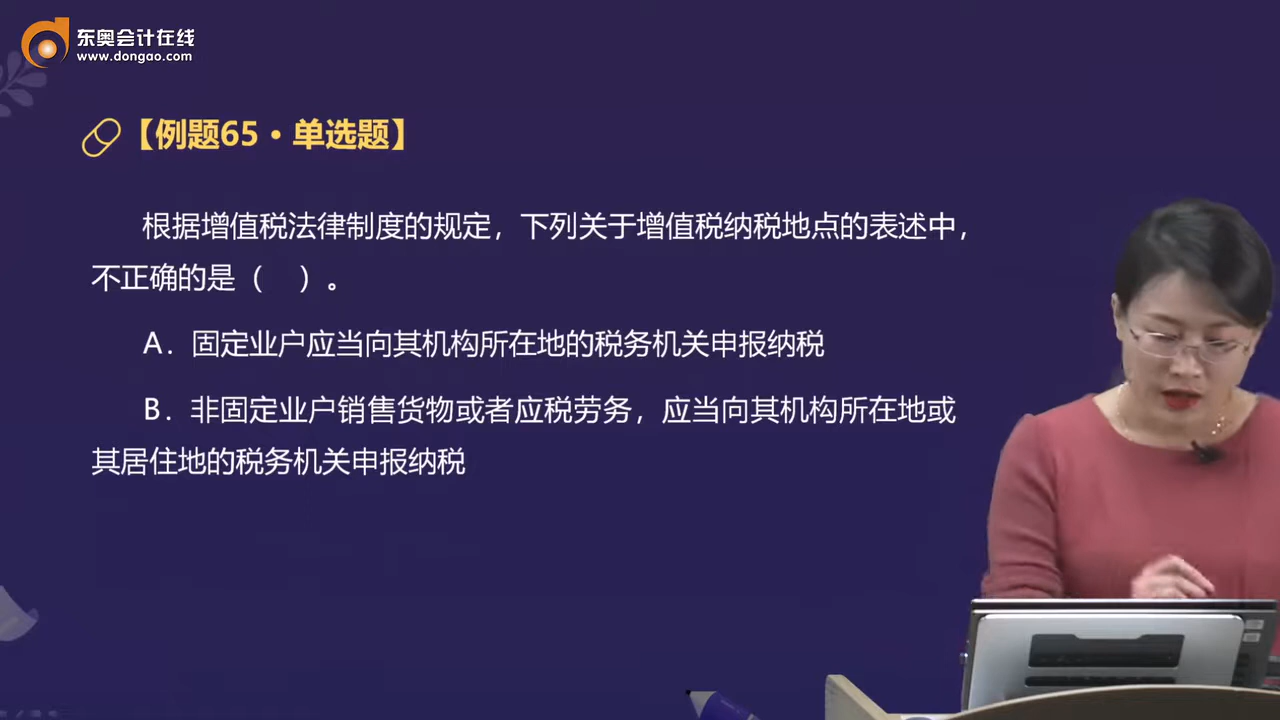 东奥会计在线
www.dongao.com
【例题65·单选题】
根据增值税法律制度的规定，下列关于增值税纳税地点的表述中，
不正确的是（ ）。
A．固定业户应当向其机构所在地的税务机关申报纳税
B．非固定业户销售货物或者应税劳务，应当向其机构所在地或
其居住地的税务机关申报纳税